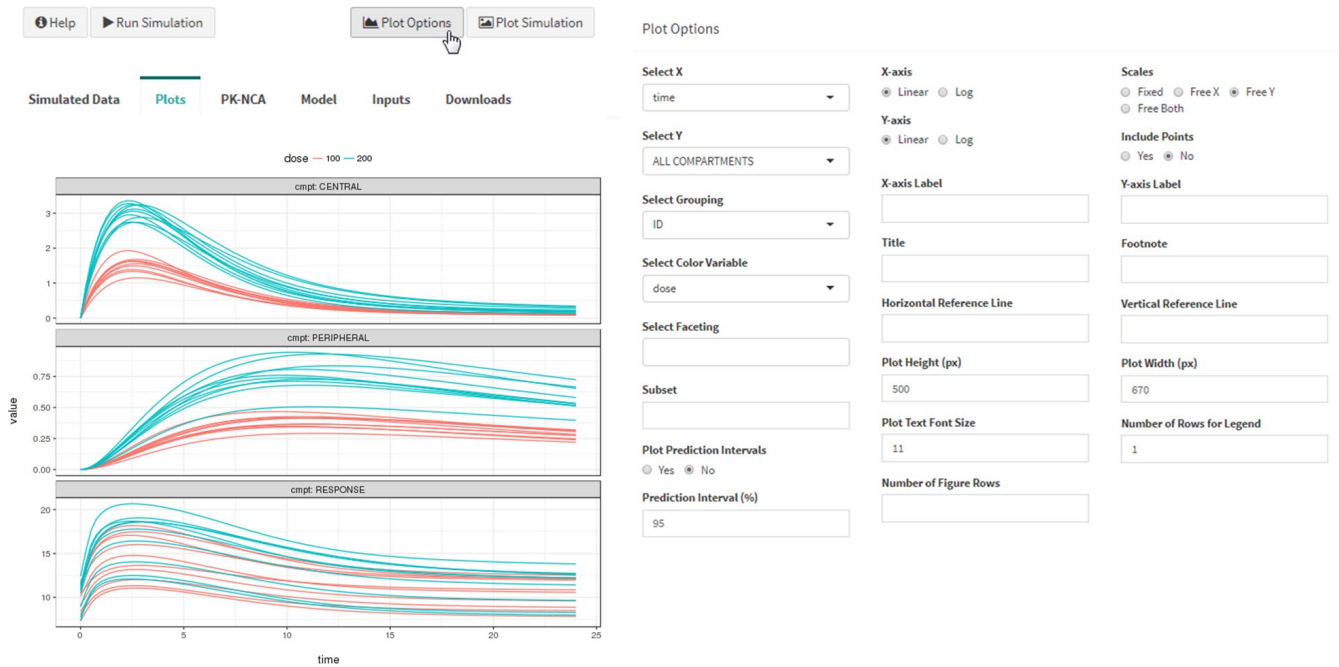 Help
Run Simulation
Plot Options
Plot Simulation
Simulated Data
Plots
PK-NCA
Model
Inputs
Downloads
dose 100 200
cmpt: CENTRAL
3
2
1
0
cmpt: PERIPHERAL
0.75
0.50
0.25
0.00
value
cmpt: RESPONSE
20
15
10
0 5 10 15 20 25
time
Plot Options
Select X
time
Select Y
ALL COMPARTMENTS
Select Grouping
ID
Select Color Variable
dose
Select Faceting
Subset
Plot Prediction Intervals
Yes No
Prediction Interval (%)
95
X-axis
Linear Log
Y-axis
Linear Log
X-axis Label
Title
Horizontal Reference Line
Plot Height (px)
500
Plot Text Font Size
11
Number of Figure Rows
Scales
Fixed Free X Free Y
Free Both
Include Points
Yes No
Y-axis Label
Footnote
Vertical Reference Line
Plot Width (px)
670
Number of Rows for Legend
1